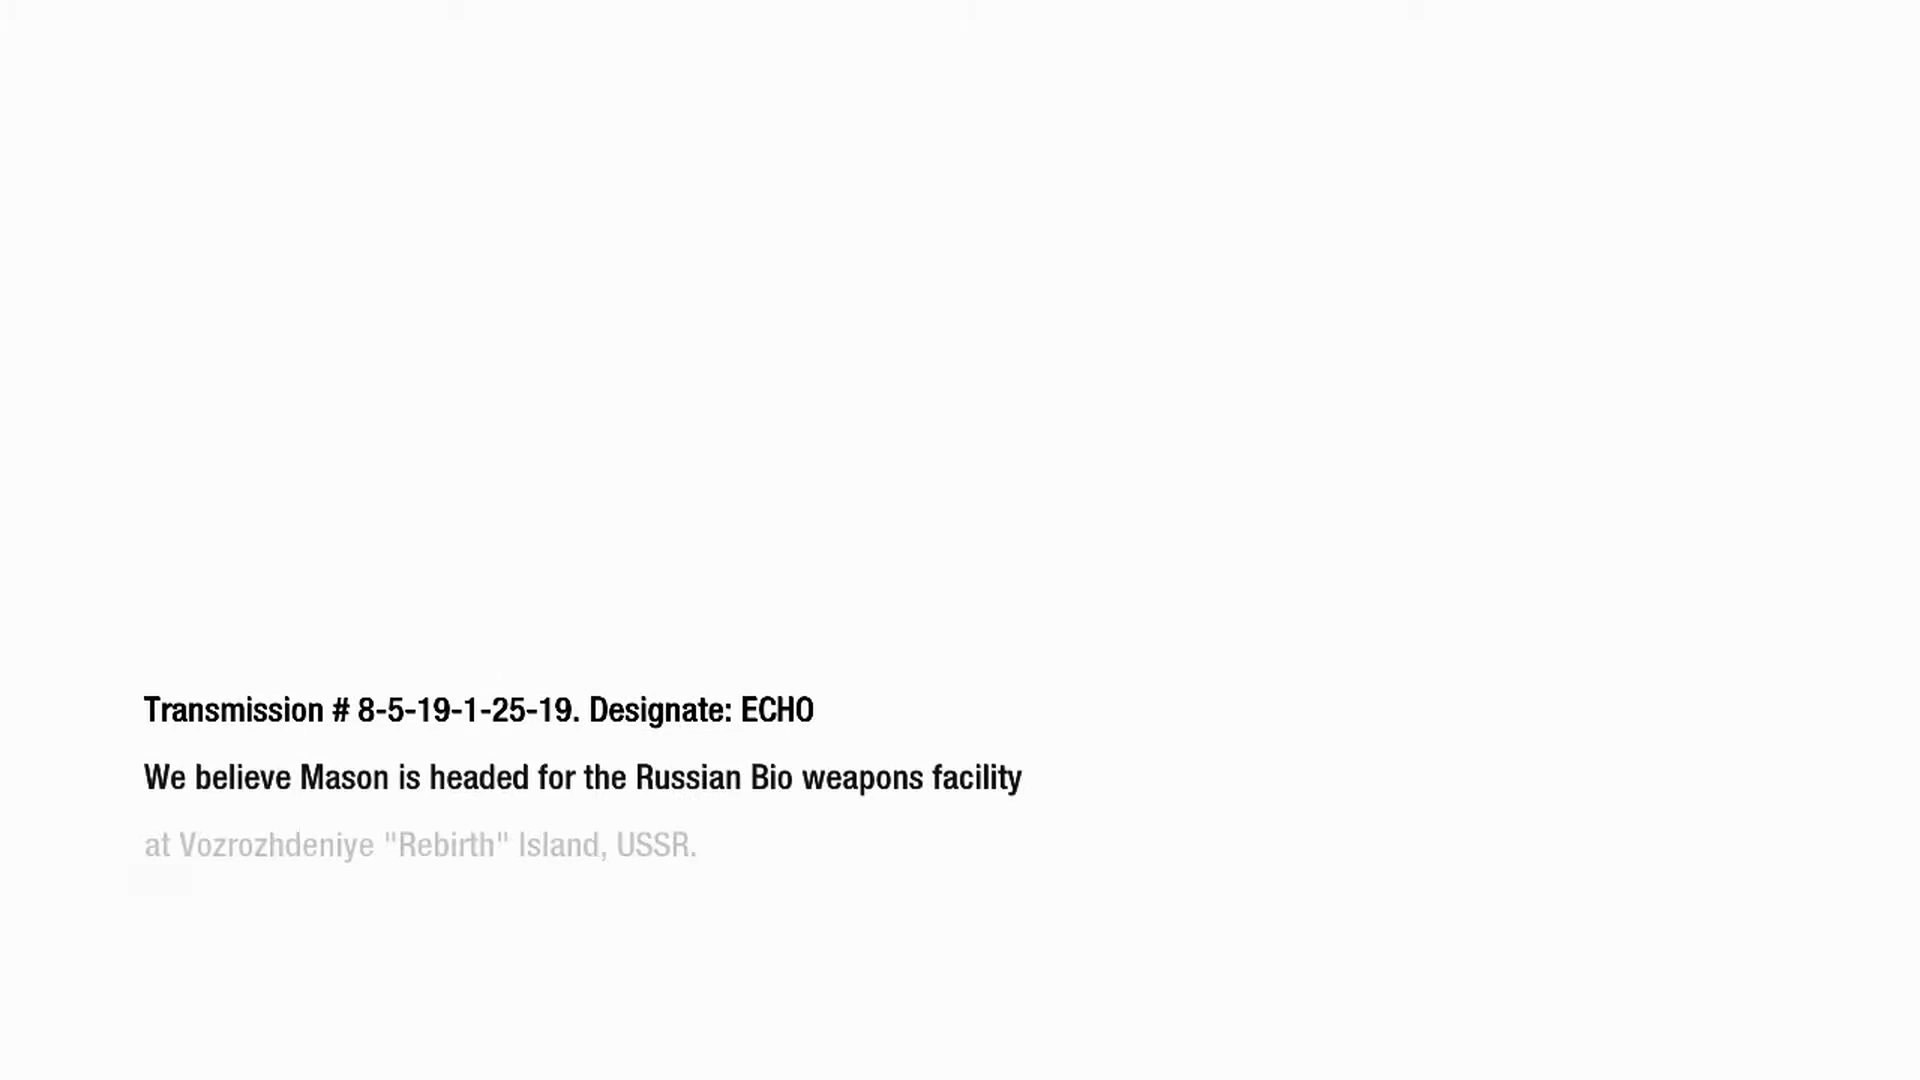 Transmission # 8-5-19-1-25-19. Designate: ECHO
We believe Mason is headed for the Russian Bio weapons facility
at Vozrozhdeniye "Rebirth" Island, USSR.